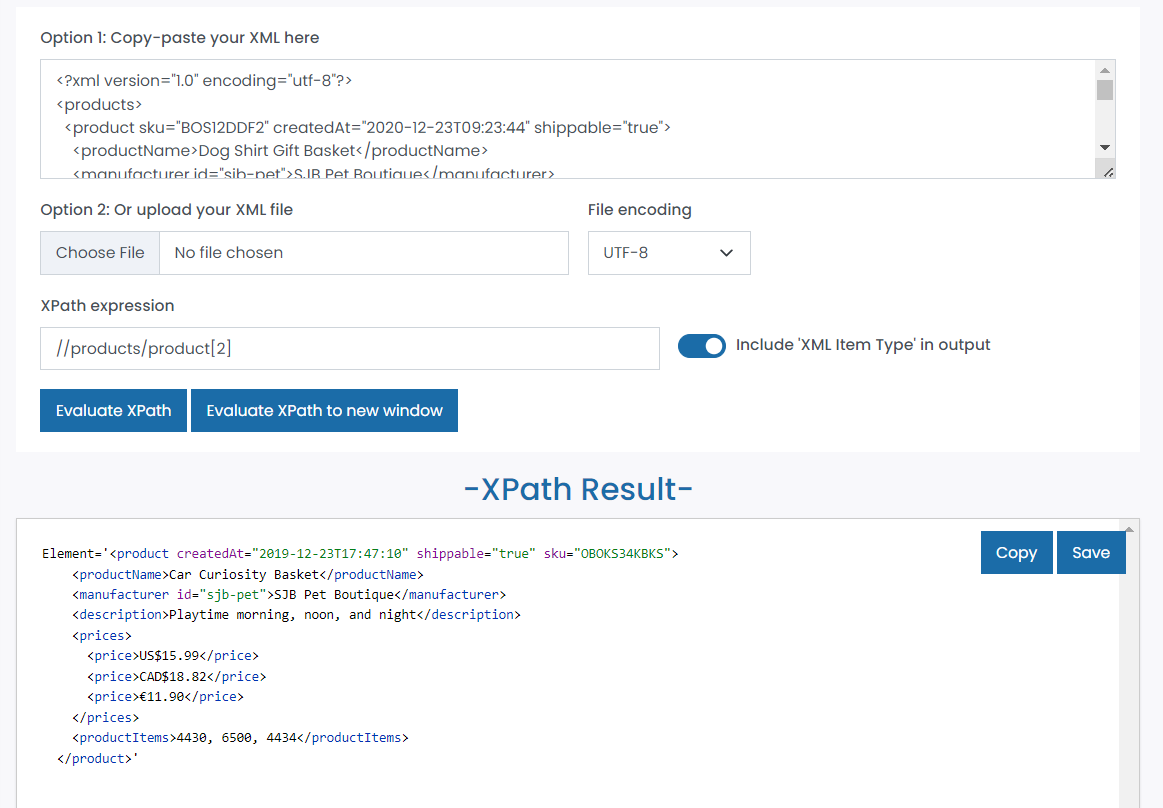 Option 1: Copy-paste your XML here
<?xml version="1.0" encoding="utf-8"?>
<products>
<product sku="BOS12DDF2" createdAt="2020-12-23T09:23:44" shippable="true">
<productName>Dog Shirt Gift Basket</productName>
<manufacturer id="sjb-pet">SJB Pet Boutique</manufacturer>
Option 2: Or upload your XML file
File encoding
Choose File No file chosen
UTF-8
XPath expression
//products/product[2]
Include 'XML Item Type' in output
Evaluate XPath
Evaluate XPath to new window
-XPath Result-
Copy
Save
Element='<product createdAt="2019-12-23T17:47:10" shippable="true" sku="OBOKS34KBKS">
<productName>Car Curiosity Basket</productName>
<manufacturer id="sjb-pet">SJB Pet Boutique</manufacturer>
<description>Playtime morning, noon, and night</description>
<prices>
<price>US$15.99</price>
<price>CAD$18.82</price>
<price>€11.90</price>
</prices>
<productItems>4430, 6500, 4434</productItems>
</product>'